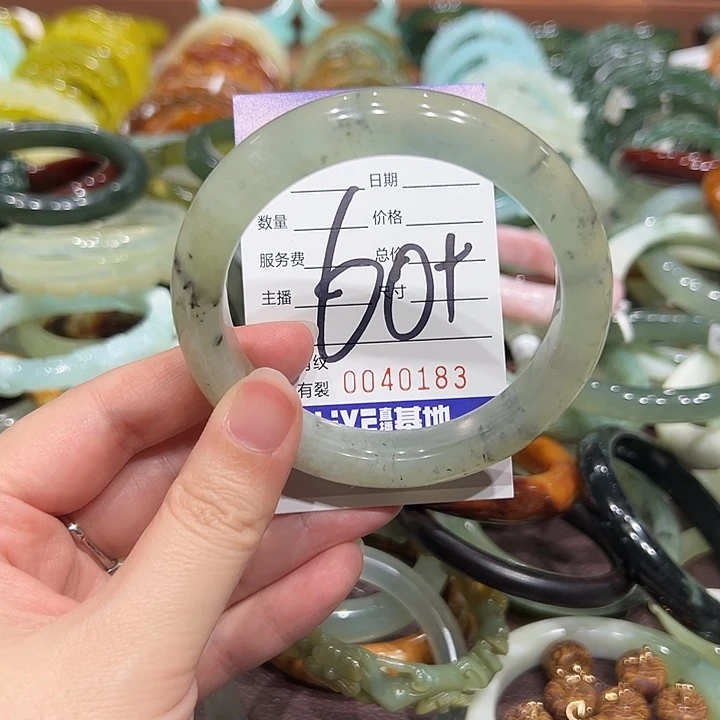 日期
数量 价格
服务费 总价
主播 尺寸
60+
纹
有裂 0040183
LIVE 直播 基地